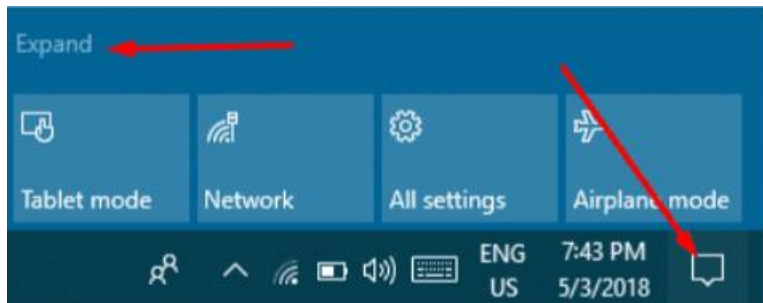 Expand
Tablet mode Network All settings Airplane mode
ENG 7:43 PM
US 5/3/2018